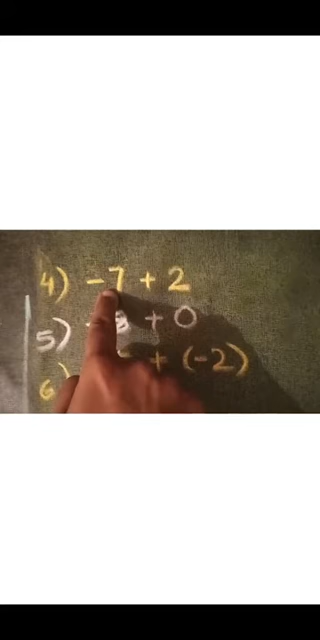 4) -7 + 2
5) + 0
6) + (-2)